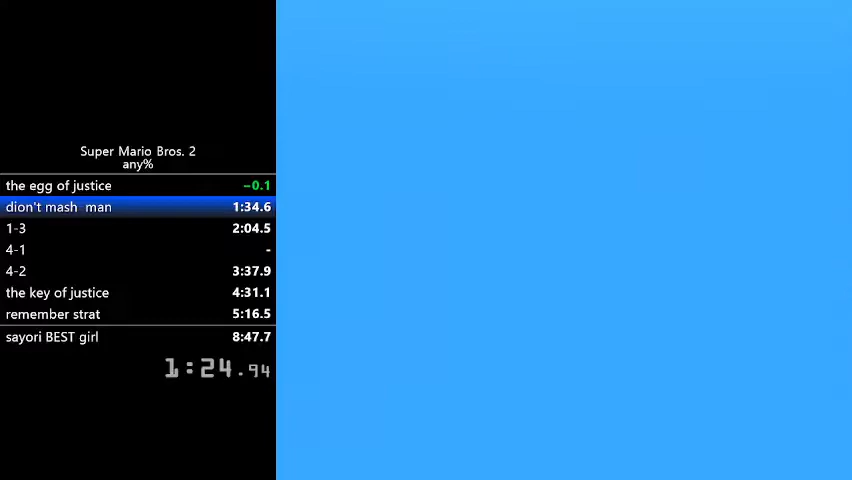 Super Mario Bros. 2
any%
the egg of justice −0.1
dion't mash man 1:34.6
1-3 2:04.5
4-1 -
4-2 3:37.9
the key of justice 4:31.1
remember strat 5:16.5
sayori BEST girl 8:47.7
1:24.94